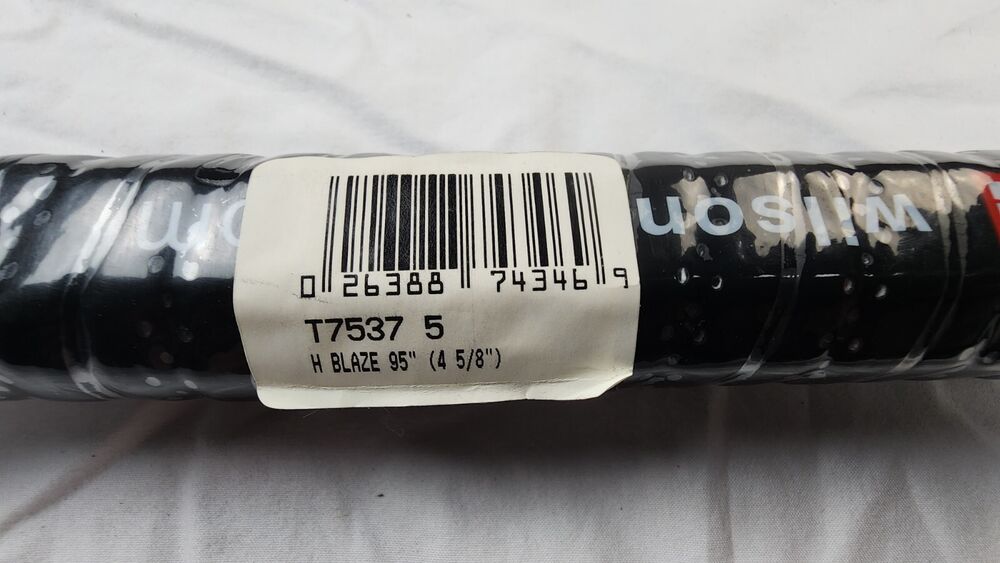 0 26388 74346 9
T7537 5
H BLAZE 95" (4 5/8")
wilson